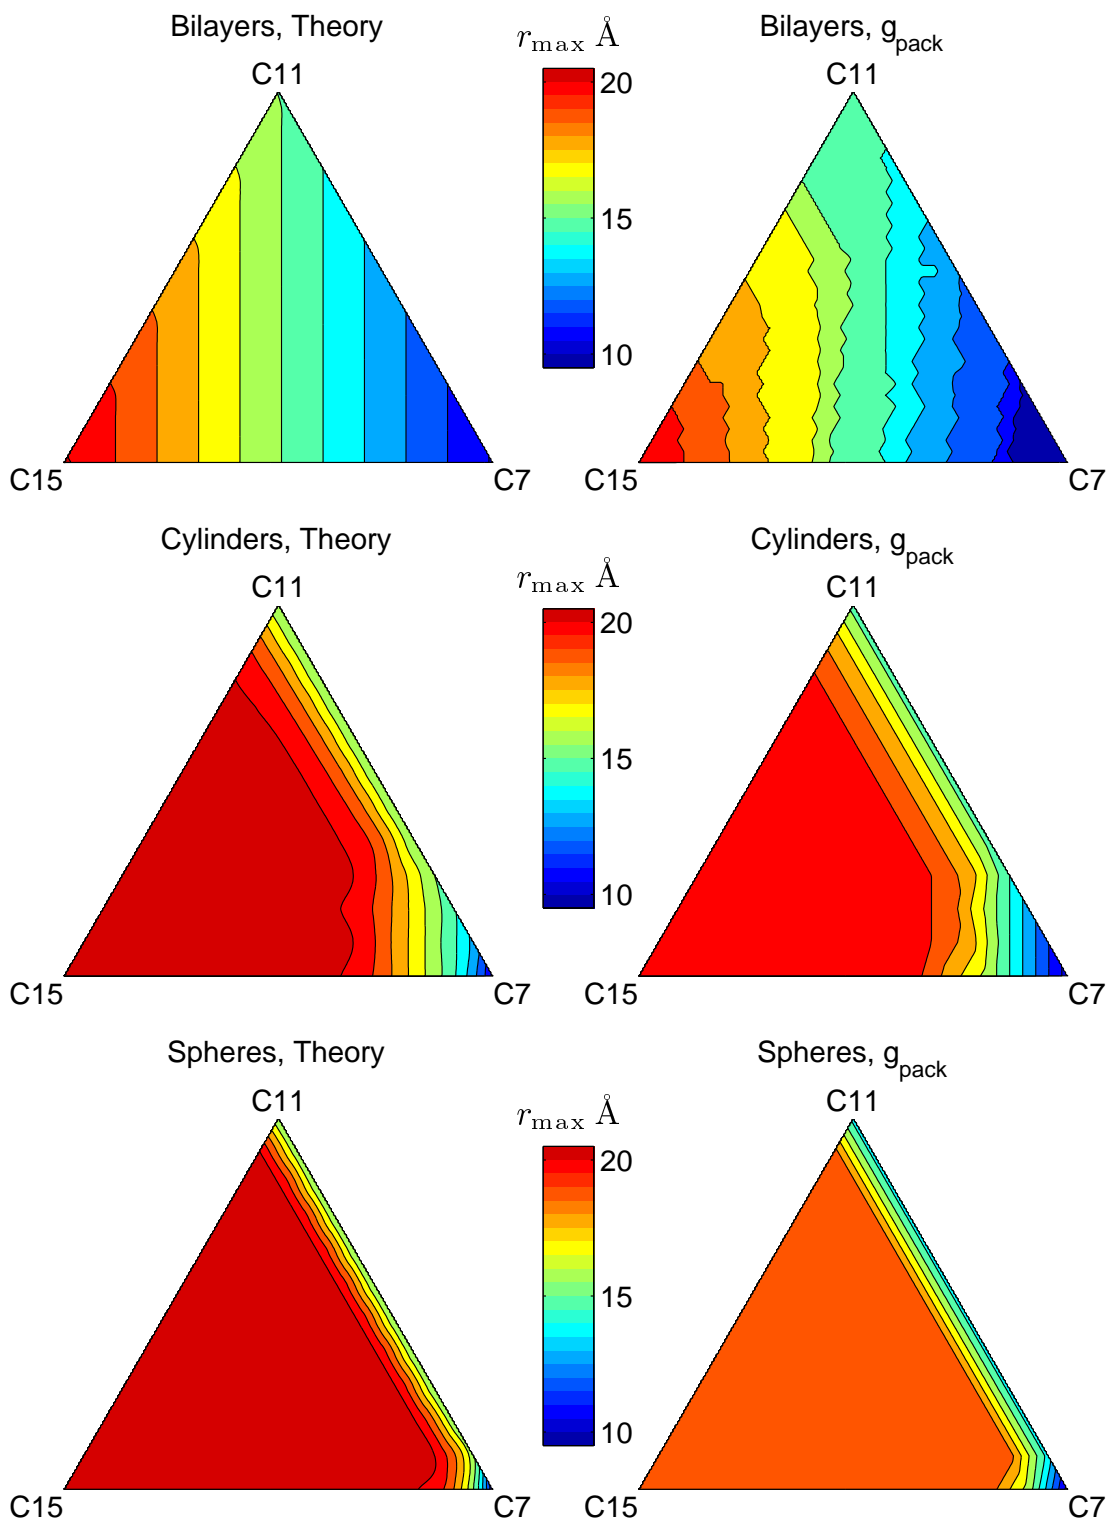 Bilayers, Theory
r_max Å
Bilayers, g_pack
C11
C11
20
15
10
C15
C7
C15
C7
Cylinders, Theory
r_max Å
Cylinders, g_pack
C11
C11
20
15
10
C15
C7
C15
C7
Spheres, Theory
r_max Å
Spheres, g_pack
C11
C11
20
15
10
C15
C7
C15
C7